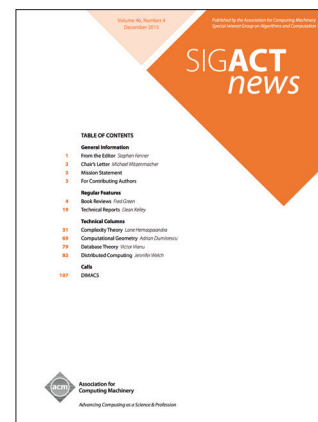 Volume 46, Number 4
December 2015
Published by the Association for Computing Machinery
Special Interest Group on Algorithms and Computation
SIGACT
news
TABLE OF CONTENTS
General Information
1 From the Editor Stephen Fenner
2 Chair's Letter Michael Mitzenmacher
3 Mission Statement
3 For Contributing Authors
Regular Features
4 Book Reviews Fred Green
19 Technical Reports Dean Kelley
Technical Columns
31 Complexity Theory Lane Hemaspaandra
69 Computational Geometry Adrian Dumitrescu
79 Database Theory Victor Vianu
82 Distributed Computing Jennifer Welch
Calls
107 DIMACS
acm
Association for
Computing Machinery
Advancing Computing as a Science & Profession